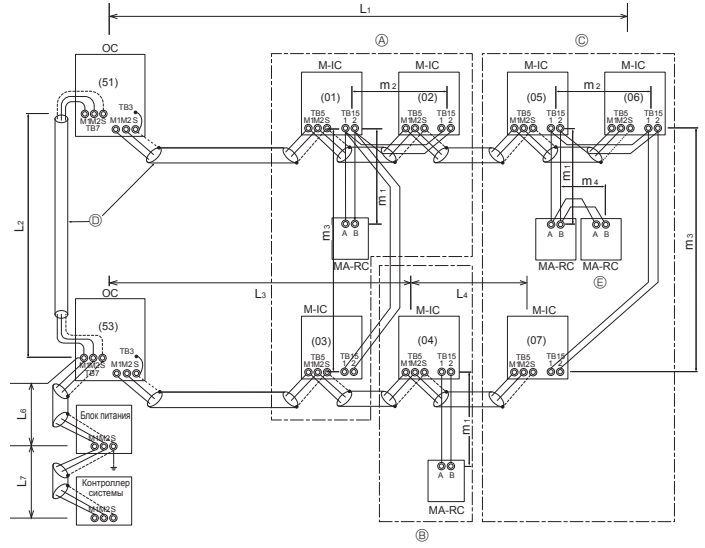 L1
Ⓐ
Ⓒ
OC
M-IC
M-IC
M-IC
M-IC
(51)
(01)
m2
(02)
(05)
m2
(06)
TB3
TB5
TB15
TB5
TB15
TB5
TB15
TB5
TB15
M1M2S
M1M2S
M1M2S
1 2
M1M2S
1 2
M1M2S
1 2
M1M2S
1 2
TB7
m1
m1
m4
m3
m3
L2
Ⓓ
A B
A B
A B
MA-RC
MA-RC
MA-RC
Ⓔ
L3
L4
OC
M-IC
M-IC
M-IC
(53)
(03)
(04)
(07)
TB3
TB5
TB15
TB5
TB15
TB5
TB15
M1M2S
M1M2S
M1M2S
1 2
M1M2S
1 2
M1M2S
1 2
TB7
L6
Блок питания
M1M2S
m1
L7
Контроллер
системы
M1M2S
A B
MA-RC
Ⓑ